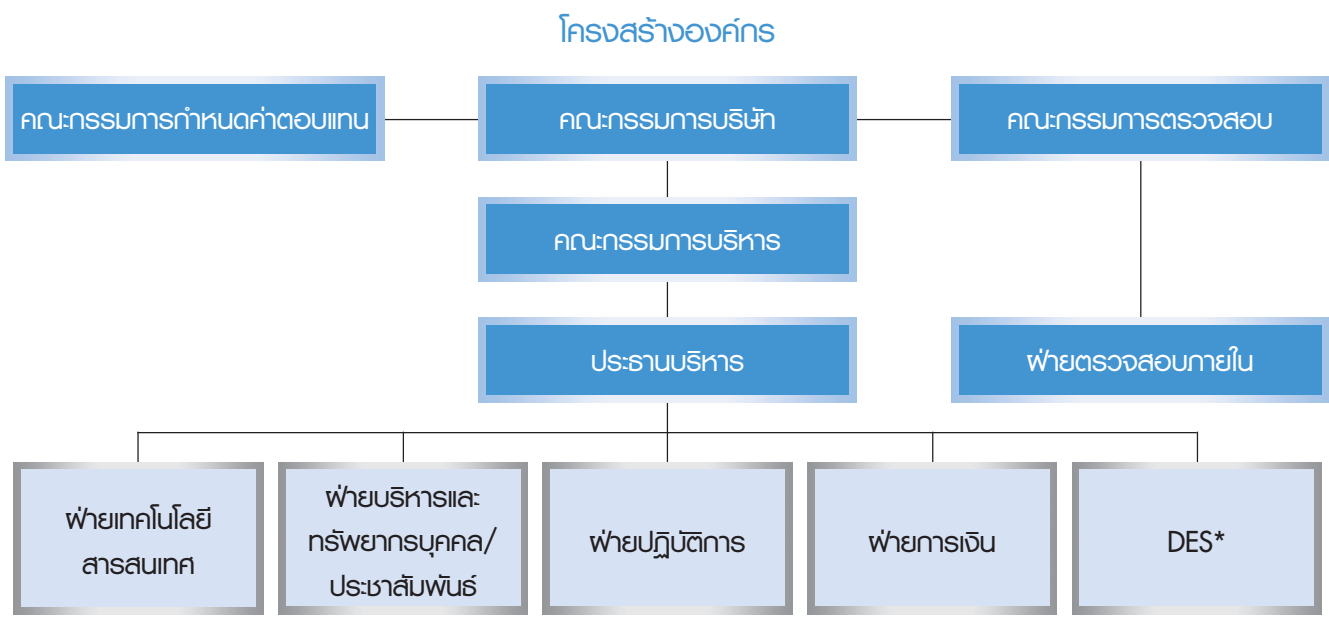 โครงสร้างองค์กร
คณะกรรมการกำหนดค่าตอบแทน
คณะกรรมการบริษัท
คณะกรรมการตรวจสอบ
คณะกรรมการบริหาร
ประธานบริหาร
ฝ่ายตรวจสอบภายใน
ฝ่ายเทคโนโลยี
สารสนเทศ
ฝ่ายบริหารและ
ทรัพยากรบุคคล/
ประชาสัมพันธ์
ฝ่ายปฏิบัติการ
ฝ่ายการเงิน
DES*